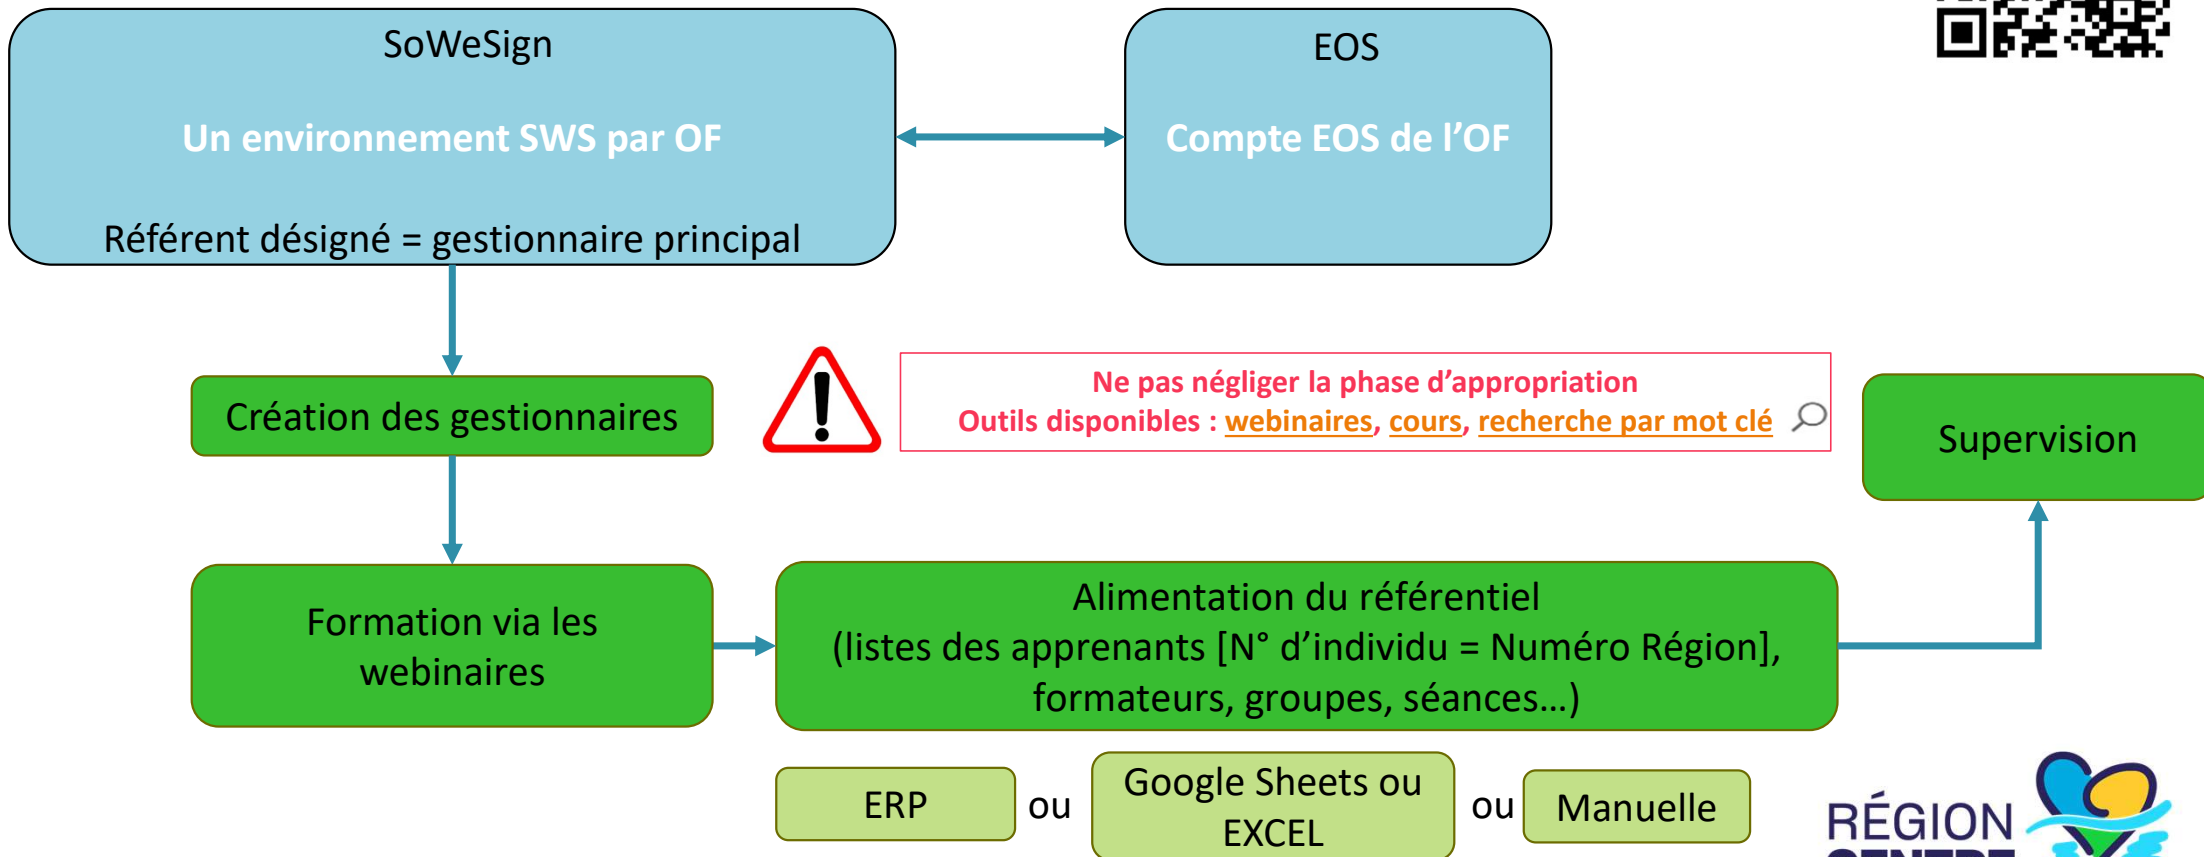 SoWeSign
Un environnement SWS par OF
Référent désigné = gestionnaire principal
EOS
Compte EOS de l’OF
Création des gestionnaires
Ne pas négliger la phase d’appropriation
Outils disponibles : webinaires, cours, recherche par mot clé
Supervision
Formation via les
webinaires
Alimentation du référentiel
(listes des apprenants [N° d’individu = Numéro Région],
formateurs, groupes, séances…)
ERP
ou
Google Sheets ou
EXCEL
ou
Manuelle
RÉGION
CENTRE